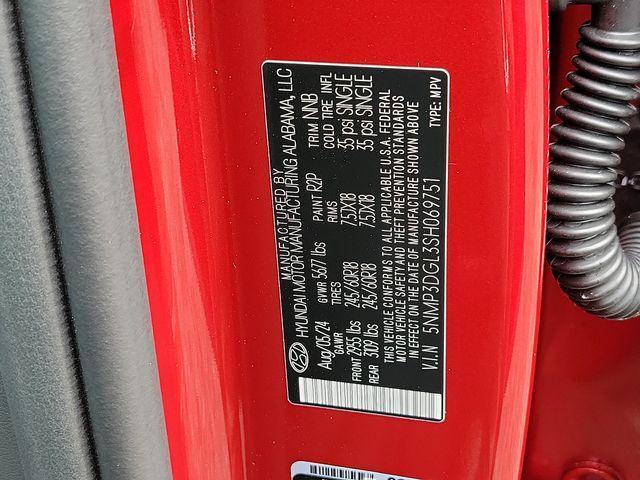 MANUFACTURED BY
HYUNDAI MOTOR MANUFACTURING ALABAMA, LLC
Aug/05/24 GVWR 5677 lbs PAINT R2P TRIM NNB
GAWR TIRES RIMS COLD TIRE INFL
FRONT 2955 lbs 245/60R18 7.5JX18 35 psi SINGLE
REAR 3109 lbs 245/60R18 7.5JX18 35 psi SINGLE
THIS VEHICLE CONFORMS TO ALL APPLICABLE U.S.A. FEDERAL
MOTOR VEHICLE SAFETY AND THEFT PREVENTION STANDARDS
IN EFFECT ON THE DATE OF MANUFACTURE SHOWN ABOVE
V.I.N 5NMP3DGL3SH069751 TYPE: MPV